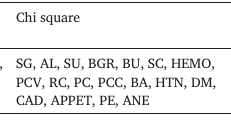 Chi square
, SG, AL, SU, BGR, BU, SC, HEMO,
PCV, RC, PC, PCC, BA, HTN, DM,
CAD, APPET, PE, ANE